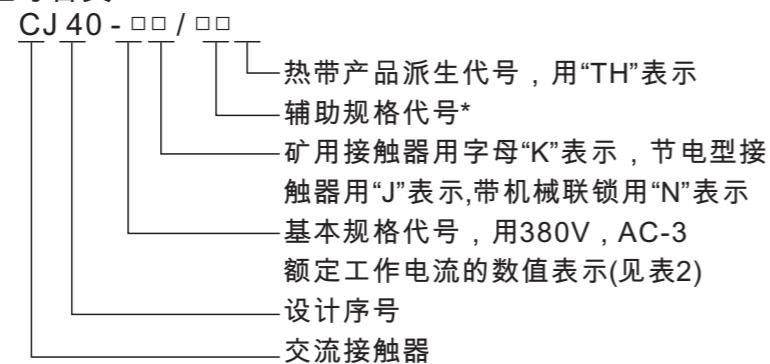 CJ 40 - □□ / □□
热带产品派生代号，用“TH”表示
辅助规格代号*
矿用接触器用字母“K”表示，节电型接
触器用“J”表示,带机械联锁用“N”表示
基本规格代号，用380V，AC-3
额定工作电流的数值表示(见表2)
设计序号
交流接触器